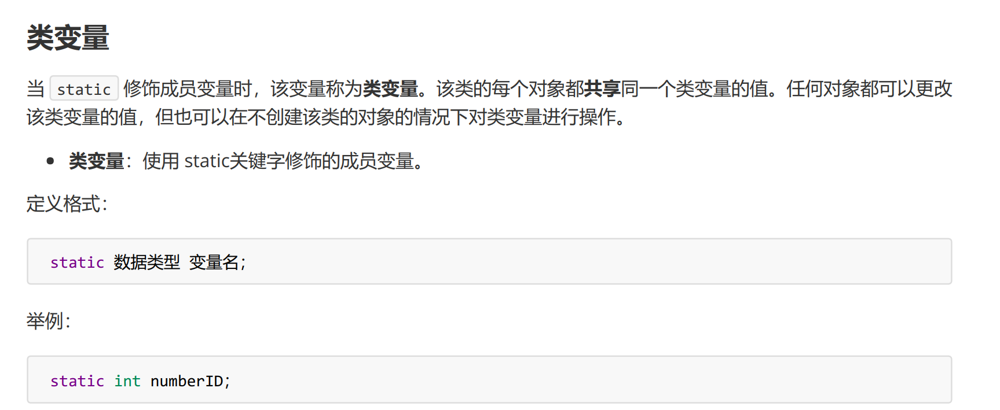 类变量
当 static 修饰成员变量时，该变量称为类变量。该类的每个对象都共享同一个类变量的值。任何对象都可以更改
该类变量的值，但也可以在不创建该类的对象的情况下对类变量进行操作。
• 类变量：使用 static关键字修饰的成员变量。
定义格式：
static 数据类型 变量名;
举例：
static int numberID;